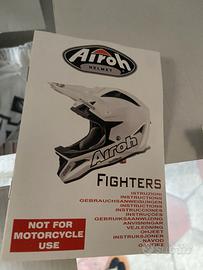 Airoh
HELMET
Airoh
FIGHTERS
ISTRUZIONI
INSTRUCTIONS
GEBRAUCHSANWEISUNGEN
INSTRUCTIONS
INSTRUCCIONES
INSTRUÇÕES
GEBRUIKSAANWIJZING
ANVISNINGAR
VEJLEDNING
OHJEET
INSTRUKSJONER
NÁVOD
NOT FOR
MOTORCYCLE
USE